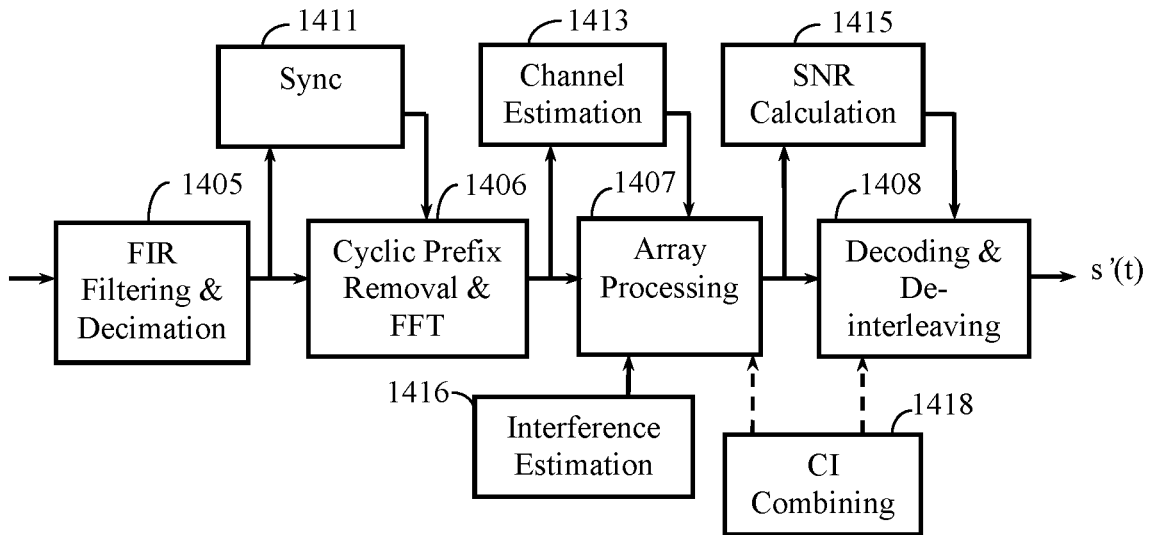 1411
Sync
1413
Channel
Estimation
1415
SNR
Calculation
1405
FIR
Filtering &
Decimation
1406
Cyclic Prefix
Removal &
FFT
1407
Array
Processing
1408
Decoding &
De-
interleaving
s'(t)
1416
Interference
Estimation
1418
CI
Combining